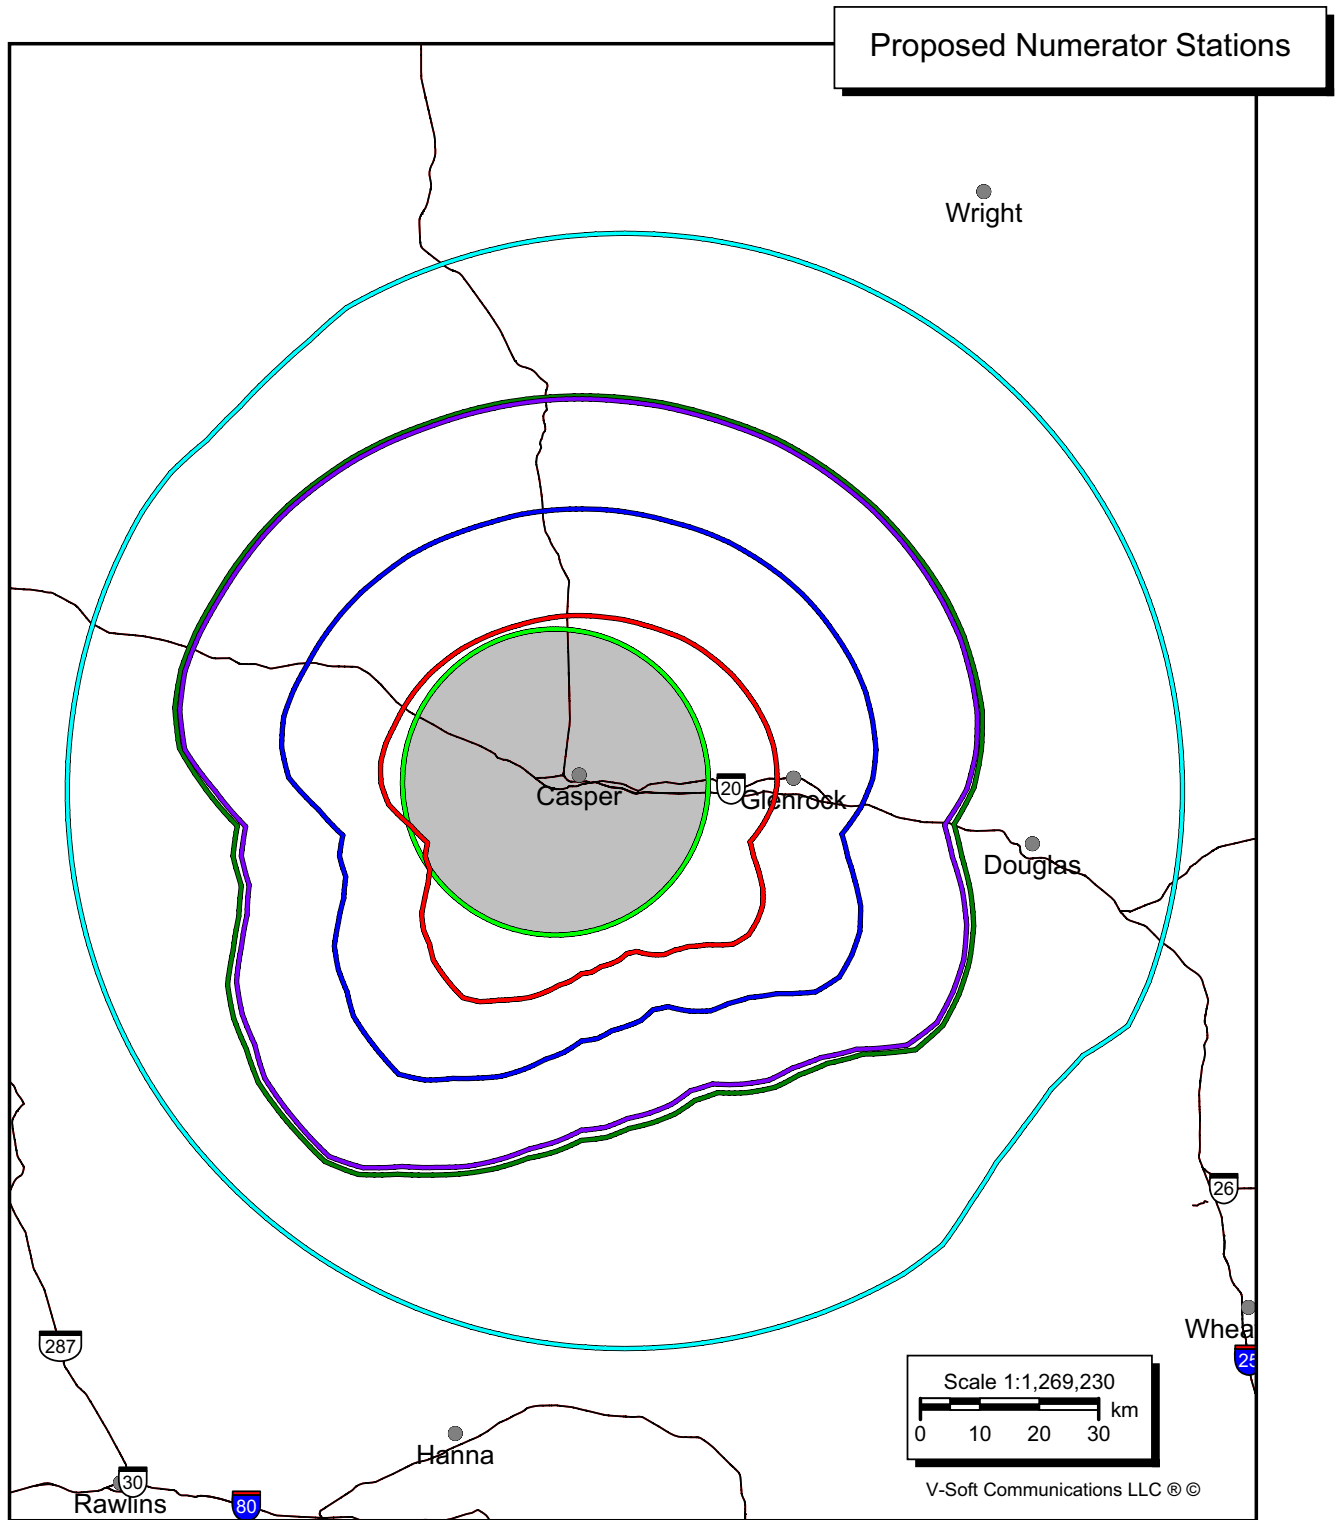 Proposed Numerator Stations
Wright
Casper
20
Glenrock
Douglas
26
287
Whea
25
Scale 1:1,269,230
km
0 10 20 30
Hanna
30
Rawlins
80
V-Soft Communications LLC ® ©